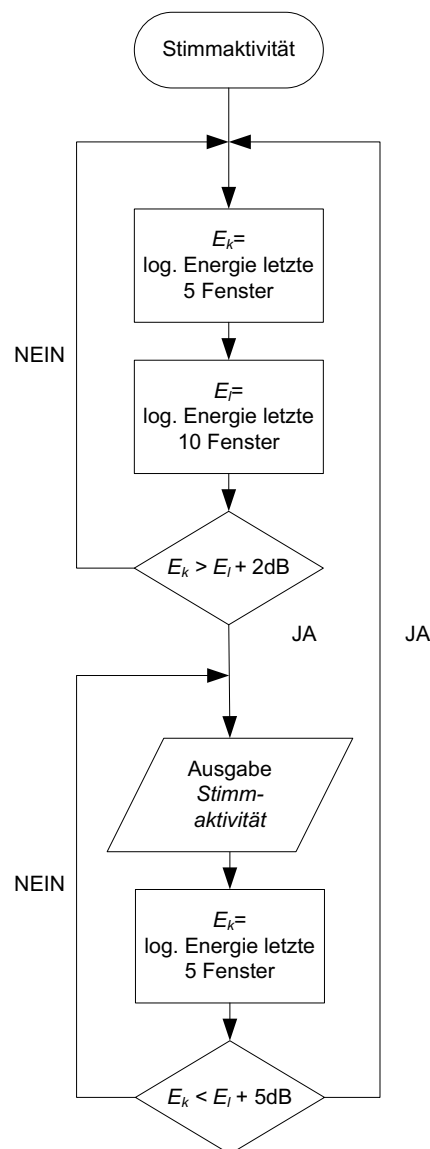 Stimmaktivität
E_k=
log. Energie letzte
5 Fenster
NEIN
E_l=
log. Energie letzte
10 Fenster
E_k > E_l + 2dB
JA
JA
Ausgabe
Stimm-
aktivität
NEIN
E_k=
log. Energie letzte
5 Fenster
E_k < E_l + 5dB